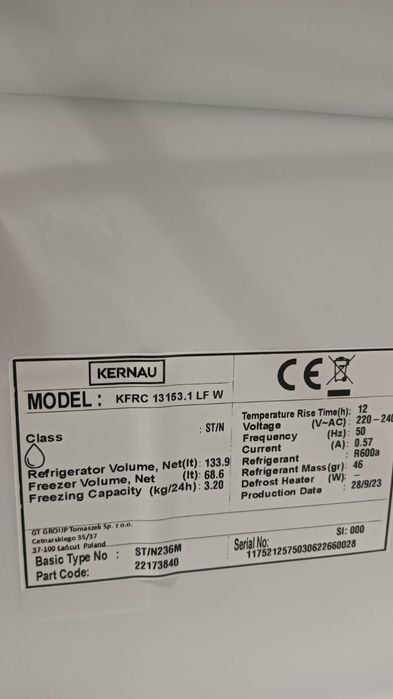 KERNAU
CE
MODEL : KFRC 13153.1 LF W
Class : ST/N
Refrigerator Volume, Net(lt): 133.9
Freezer Volume, Net (lt): 68.6
Freezing Capacity (kg/24h): 3.20
Temperature Rise Time(h): 12
Voltage (V~AC): 220-240
Frequency (Hz): 50
Current (A): 0.57
Refrigerant : R600a
Refrigerant Mass(gr): 46
Defrost Heater (W): -
Production Date : 28/9/23
GT GROUP Tomaszek Sp. z o.o.
Cetnarskiego 35/37
37-100 Łańcut Poland
Basic Type No : ST/N236M
Part Code: 22173840
SI: 000
Serial No:
1175212575030622660028